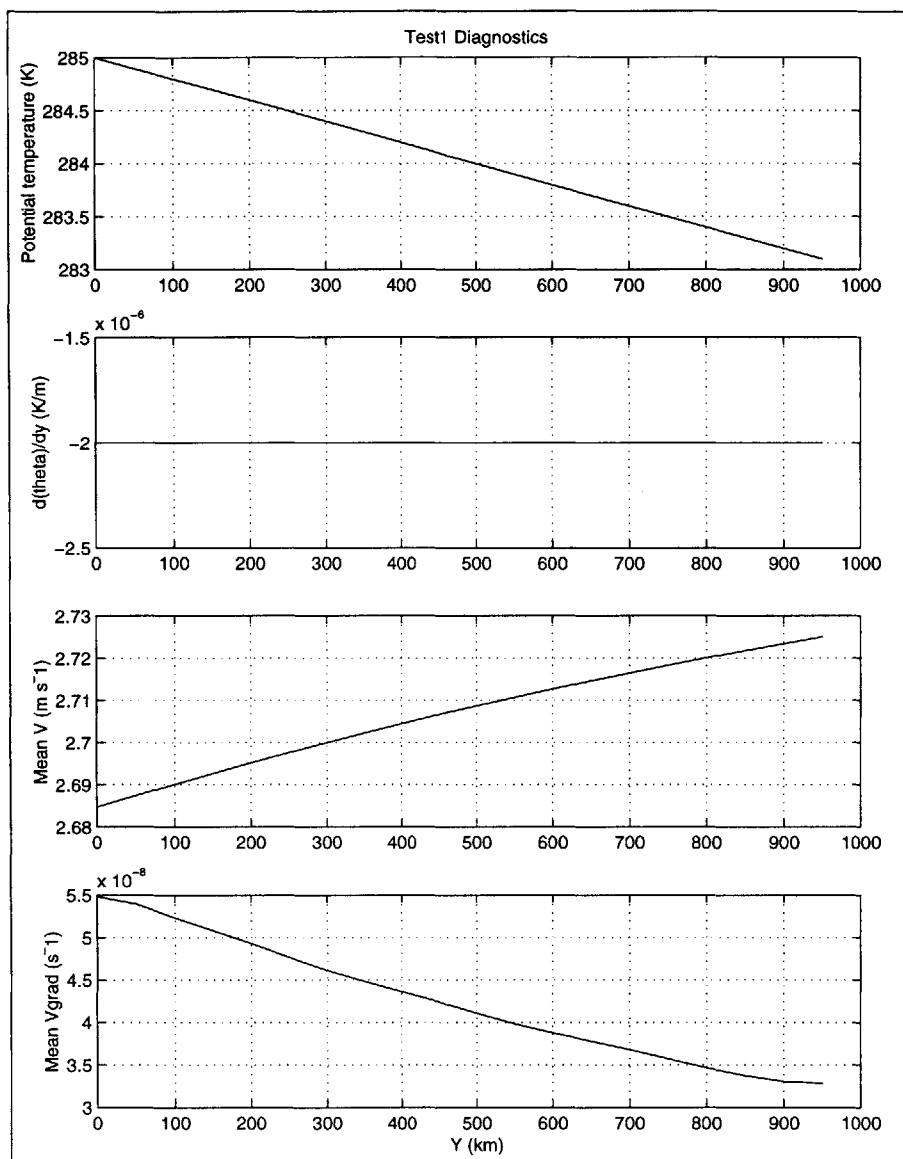 Test1 Diagnostics
Potential temperature (K)
285
284.5
284
283.5
283
0 100 200 300 400 500 600 700 800 900 1000
x 10⁻⁶
d(theta)/dy (K/m)
−1.5
−2
−2.5
0 100 200 300 400 500 600 700 800 900 1000
Mean V (m s⁻1)
2.73
2.72
2.71
2.7
2.69
2.68
0 100 200 300 400 500 600 700 800 900 1000
x 10⁻⁸
Mean Vgrad (s⁻1)
5.5
5
4.5
4
3.5
3
0 100 200 300 400 500 600 700 800 900 1000
Y (km)